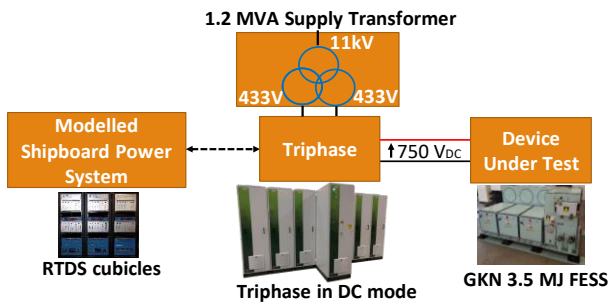 1.2 MVA Supply Transformer
11kV
433V 433V
Modelled
Shipboard Power
System
Triphase
750 VDC
Device
Under Test
RTDS cubicles
Triphase in DC mode
GKN 3.5 MJ FESS